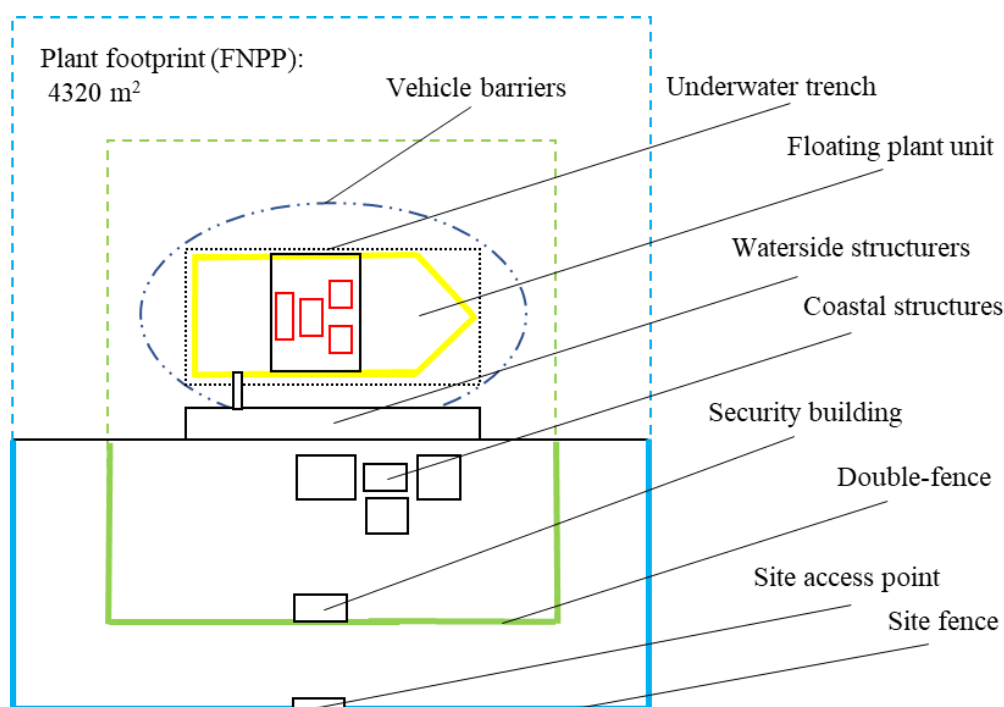 Plant footprint (FNPP):
4320 m²
Vehicle barriers
Underwater trench
Floating plant unit
Waterside structurers
Coastal structures
Security building
Double-fence
Site access point
Site fence